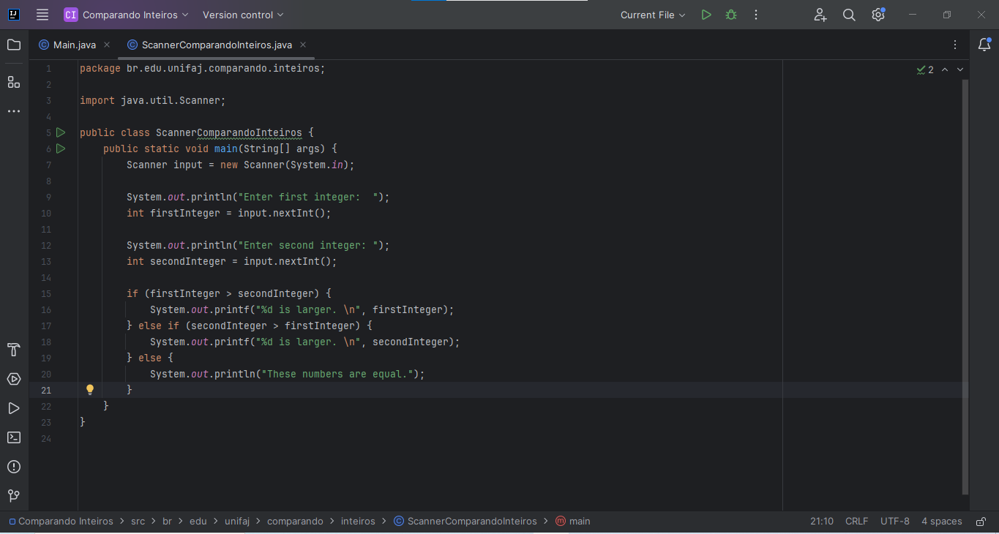 IJ CI Comparando Inteiros Version control Current File
Main.java ScannerComparandoInteiros.java
1 package br.edu.unifaj.comparando.inteiros; 2
2
3 import java.util.Scanner;
4
5 public class ScannerComparandoInteiros {
6 public static void main(String[] args) {
7 Scanner input = new Scanner(System.in);
8
9 System.out.println("Enter first integer:  ");
10 int firstInteger = input.nextInt();
11
12 System.out.println("Enter second integer: ");
13 int secondInteger = input.nextInt();
14
15 if (firstInteger > secondInteger) {
16 System.out.printf("%d is larger. \n", firstInteger);
17 } else if (secondInteger > firstInteger) {
18 System.out.printf("%d is larger. \n", secondInteger);
19 } else {
20 System.out.println("These numbers are equal.");
21 }
22 }
23 }
24
Comparando Inteiros > src > br > edu > unifaj > comparando > inteiros > C ScannerComparandoInteiros > m main 21:10 CRLF UTF-8 4 spaces